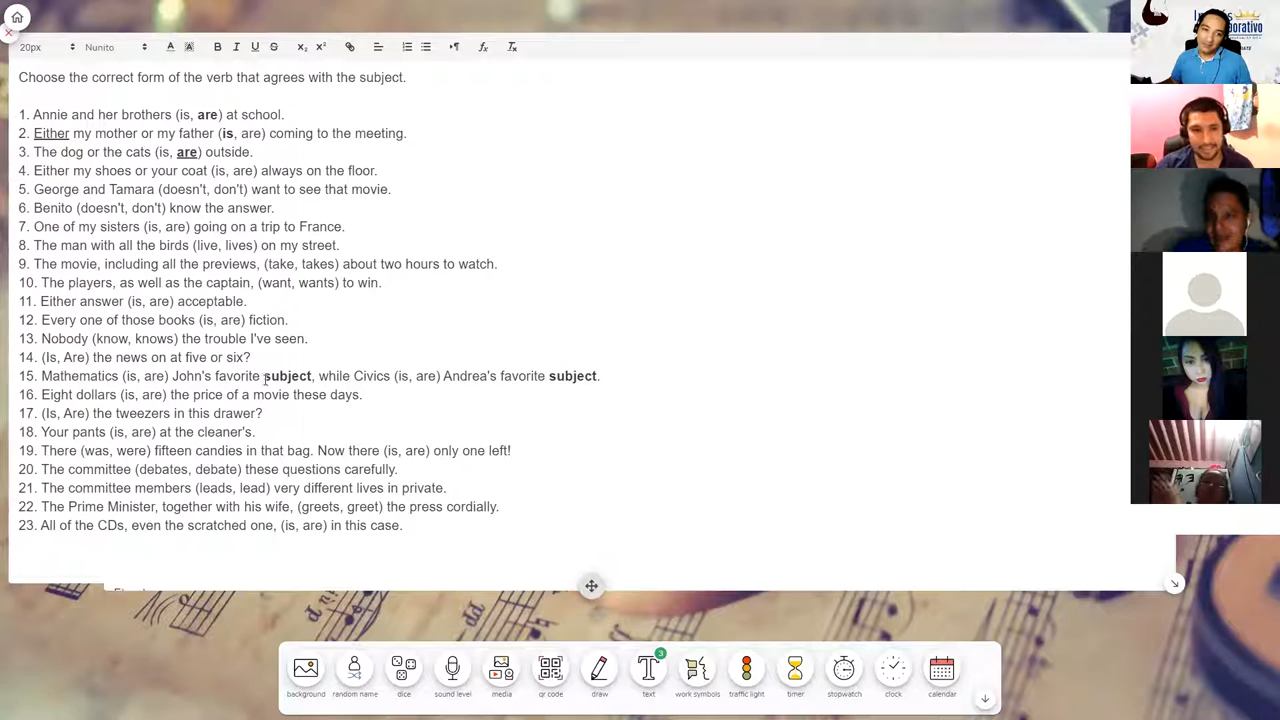 20px Nunito
Choose the correct form of the verb that agrees with the subject.
1. Annie and her brothers (is, are) at school.
2. Either my mother or my father (is, are) coming to the meeting.
3. The dog or the cats (is, are) outside.
4. Either my shoes or your coat (is, are) always on the floor.
5. George and Tamara (doesn't, don't) want to see that movie.
6. Benito (doesn't, don't) know the answer.
7. One of my sisters (is, are) going on a trip to France.
8. The man with all the birds (live, lives) on my street.
9. The movie, including all the previews, (take, takes) about two hours to watch.
10. The players, as well as the captain, (want, wants) to win.
11. Either answer (is, are) acceptable.
12. Every one of those books (is, are) fiction.
13. Nobody (know, knows) the trouble I've seen.
14. (Is, Are) the news on at five or six?
15. Mathematics (is, are) John's favorite subject, while Civics (is, are) Andrea's favorite subject.
16. Eight dollars (is, are) the price of a movie these days.
17. (Is, Are) the tweezers in this drawer?
18. Your pants (is, are) at the cleaner's.
19. There (was, were) fifteen candies in that bag. Now there (is, are) only one left!
20. The committee (debates, debate) these questions carefully.
21. The committee members (leads, lead) very different lives in private.
22. The Prime Minister, together with his wife, (greets, greet) the press cordially.
23. All of the CDs, even the scratched one, (is, are) in this case.
3
background random name dice sound level media qr code draw text work symbols traffic light timer stopwatch clock calendar